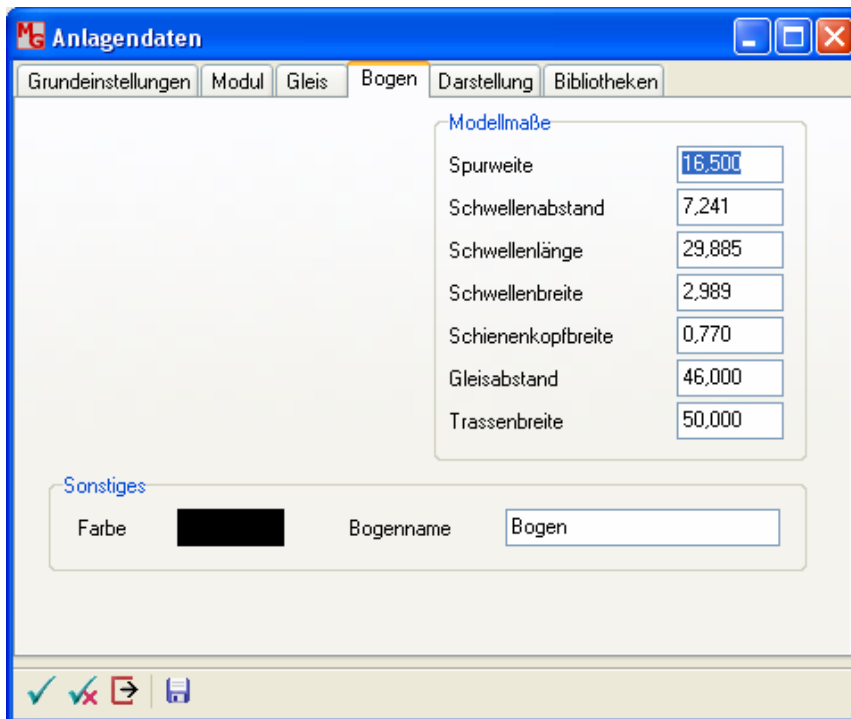 MG Anlagendaten
Grundeinstellungen Modul Gleis Bogen Darstellung Bibliotheken
Modellmaße
Spurweite 16,500
Schwellenabstand 7,241
Schwellenlänge 29,885
Schwellenbreite 2,989
Schienenkopfbreite 0,770
Gleisabstand 46,000
Trassenbreite 50,000
Sonstiges
Farbe Bogenname Bogen